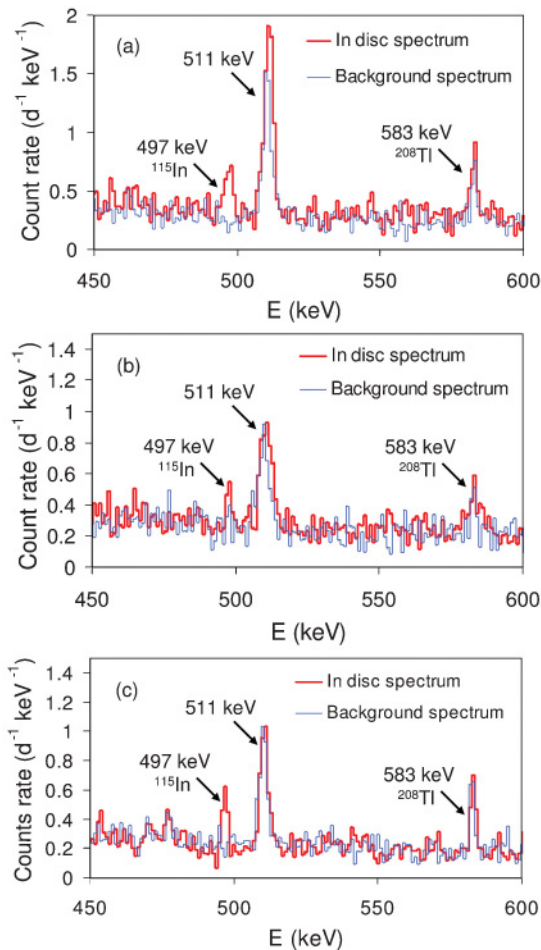 2
(a)
In disc spectrum
1.5
511 keV
Background spectrum
1
497 keV
583 keV
¹¹⁵In
²⁰⁸Tl
0.5
0
450 500 550 600
E (keV)
Count rate (d⁻¹ keV⁻¹)
1.4
(b)
In disc spectrum
1.2
511 keV
Background spectrum
1
497 keV
583 keV
0.8
¹¹⁵In
²⁰⁸Tl
0.6
0.4
0.2
0
450 500 550 600
E (keV)
Count rate (d⁻¹ keV⁻¹)
1.4
(c)
In disc spectrum
1.2
511 keV
Background spectrum
1
497 keV
583 keV
0.8
¹¹⁵In
²⁰⁸Tl
0.6
0.4
0.2
0
450 500 550 600
E (keV)
Counts rate (d⁻¹ keV⁻¹)